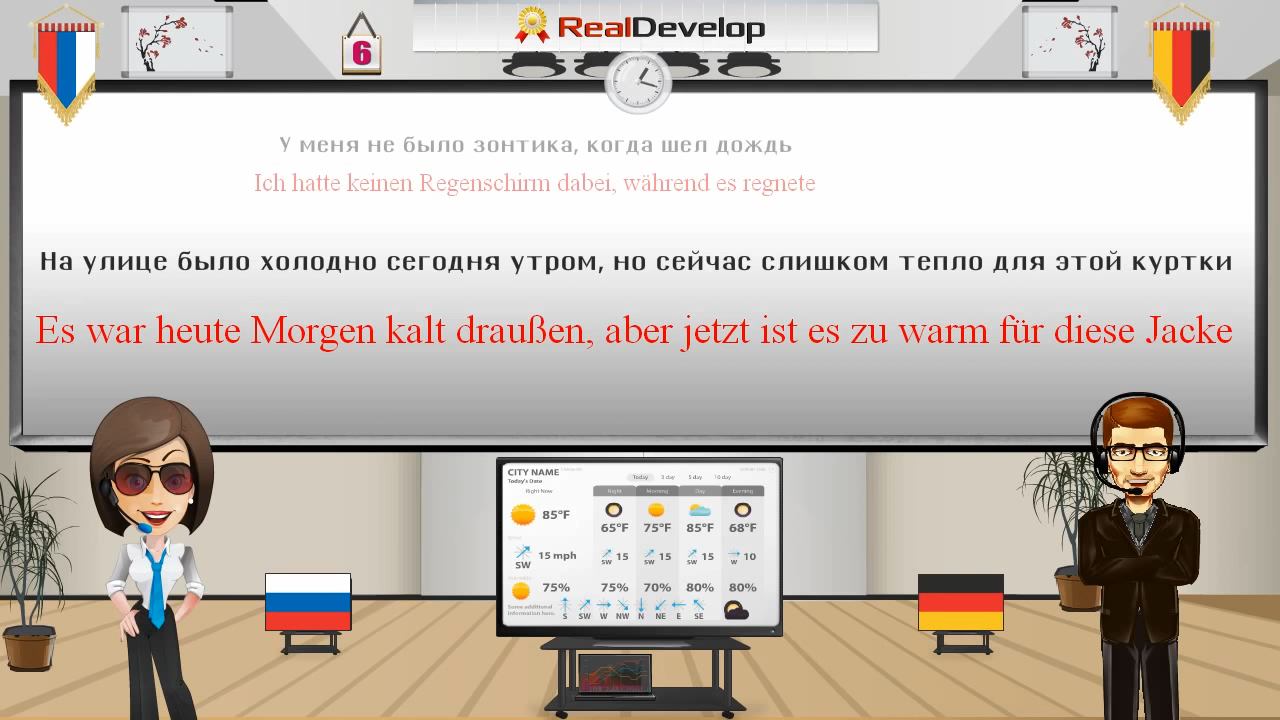 RealDevelop
6
У меня не было зонтика, когда шел дождь
Ich hatte keinen Regenschirm dabei, während es regnete
На улице было холодно сегодня утром, но сейчас слишком тепло для этой куртки
Es war heute Morgen kalt draußen, aber jetzt ist es zu warm für diese Jacke
CITY NAME
Today's Date
Today 3 day 5 day 10 day
Right Now
Night Morning Day Evening
85°F
65°F 75°F 85°F 68°F
15 mph
SW
15 15 15 10
SW SW SW W
75%
75% 70% 80% 80%
Some additional
information here.
S SW W NW N NE E SE